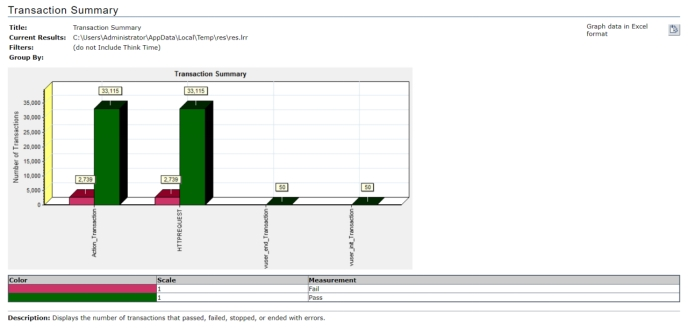 Transaction Summary
Title: Transaction Summary
Current Results: C:\Users\Administrator\AppData\Local\Temp\res\res.lrr
Filters: (do not Include Think Time)
Group By:
Graph data in Excel
format
Transaction Summary
33,115 33,115
35,000
30,000
25,000
20,000
15,000
10,000
5,000
0
Number of Transactions
2,739 2,739 50 50
Action_Transaction
HTTPREQUEST
vuser_end_Transaction
vuser_init_Transaction
Color Scale Measurement
1 Fail
1 Pass
Description: Displays the number of transactions that passed, failed, stopped, or ended with errors.